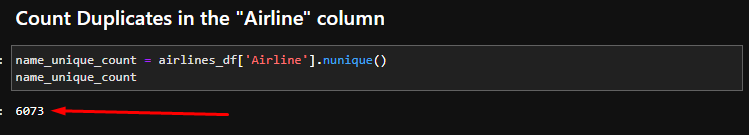 Count Duplicates in the "Airline" column
: name_unique_count = airlines_df['Airline'].nunique()
name_unique_count
: 6073